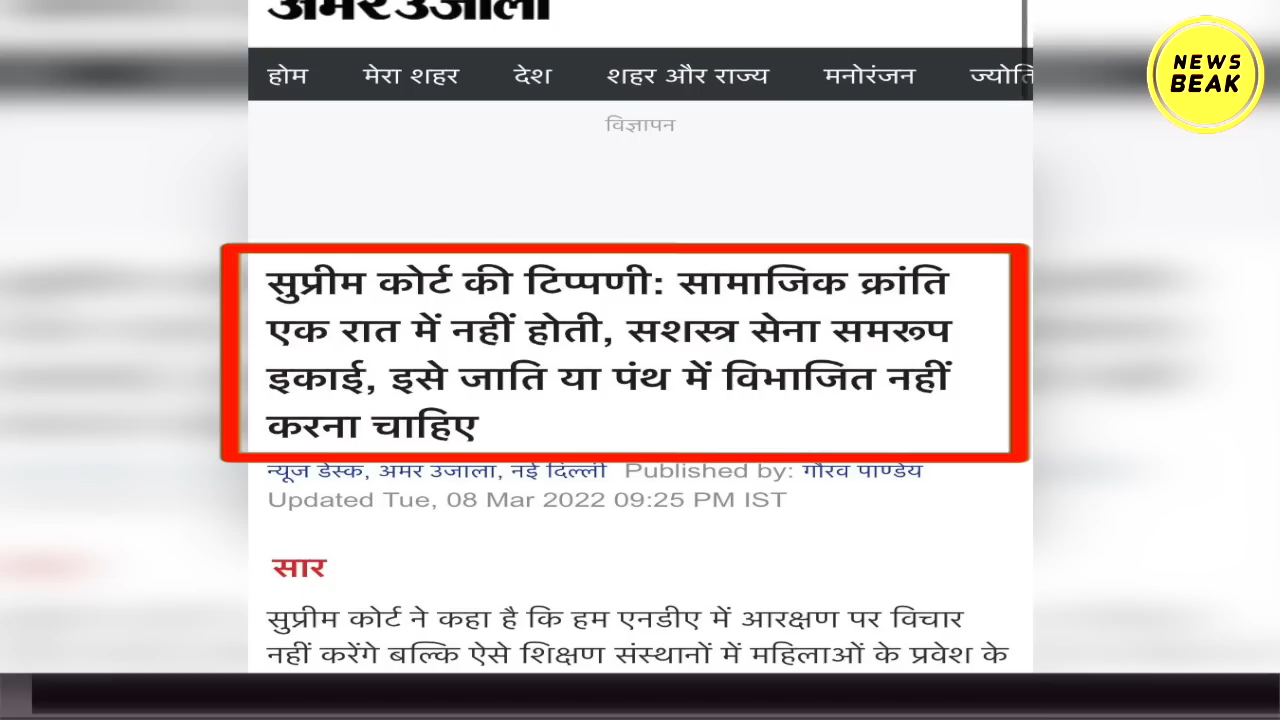 अमर उजाला
होम मेरा शहर देश शहर और राज्य मनोरंजन ज्योति
NEWS
BEAK
विज्ञापन
सुप्रीम कोर्ट की टिप्पणी: सामाजिक क्रांति
एक रात में नहीं होती, सशस्त्र सेना समरूप
इकाई, इसे जाति या पंथ में विभाजित नहीं
करना चाहिए
न्यूज डेस्क, अमर उजाला, नई दिल्ली Published by: गौरव पाण्डेय
Updated Tue, 08 Mar 2022 09:25 PM IST
सार
सुप्रीम कोर्ट ने कहा है कि हम एनडीए में आरक्षण पर विचार
नहीं करेंगे बल्कि ऐसे शिक्षण संस्थानों में महिलाओं के प्रवेश के